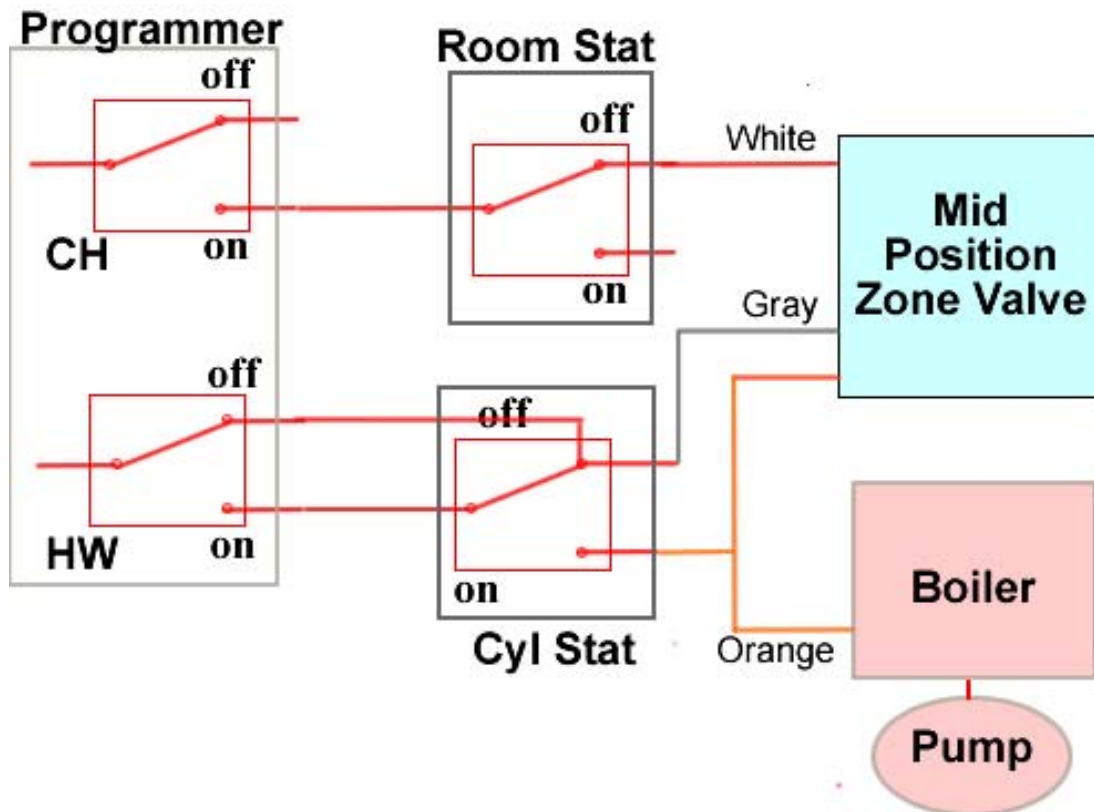 Programmer
off
on
CH
off
on
HW
Room Stat
off
on
off
on
Cyl Stat
White
Gray
Orange
Mid
Position
Zone Valve
Boiler
Pump